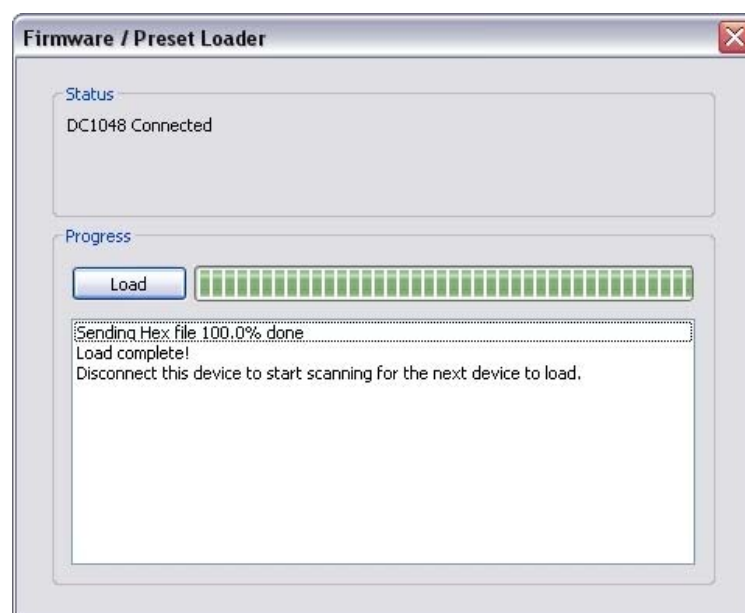 Firmware / Preset Loader
Status
DC1048 Connected
Progress
Load
Sending Hex file 100.0% done
Load complete!
Disconnect this device to start scanning for the next device to load.